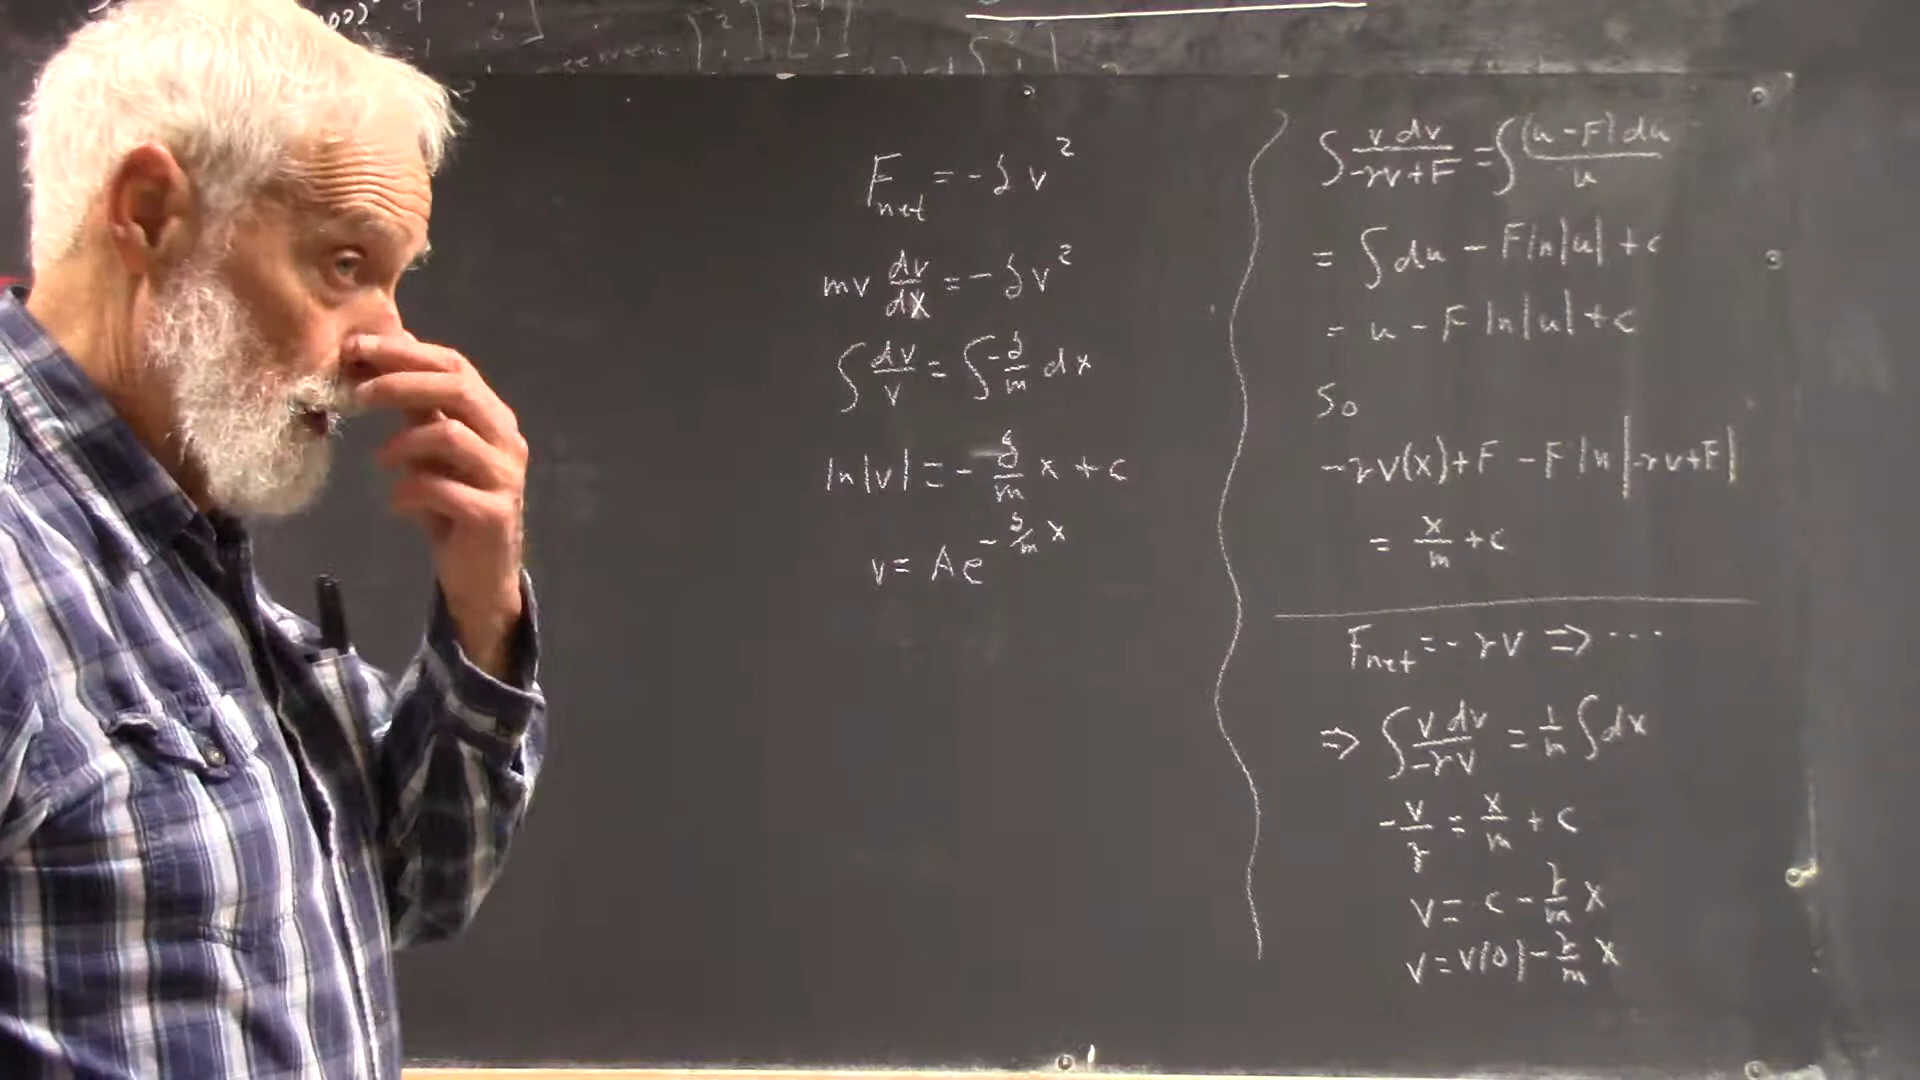 F_net = -δv²
mv dv/dx = -δv²
∫ dv/v = ∫ -δ/m dx
ln|v| = -δ/m x + c
v = Ae^(-δ/m x)
∫ v dv/(-γv+F) = ∫ (u-F)du/u
= ∫ du - F ln|u| + c
= u - F ln|u| + c
So
-γv(x)+F - F ln|-γv+F|
= x/m + c
F_net = -γv ⇒ ...
⇒ ∫ v dv/(-γv) = 1/m ∫ dx
-v/γ = x/m + c
v = c - γ/m x
v = v(0) - γ/m x